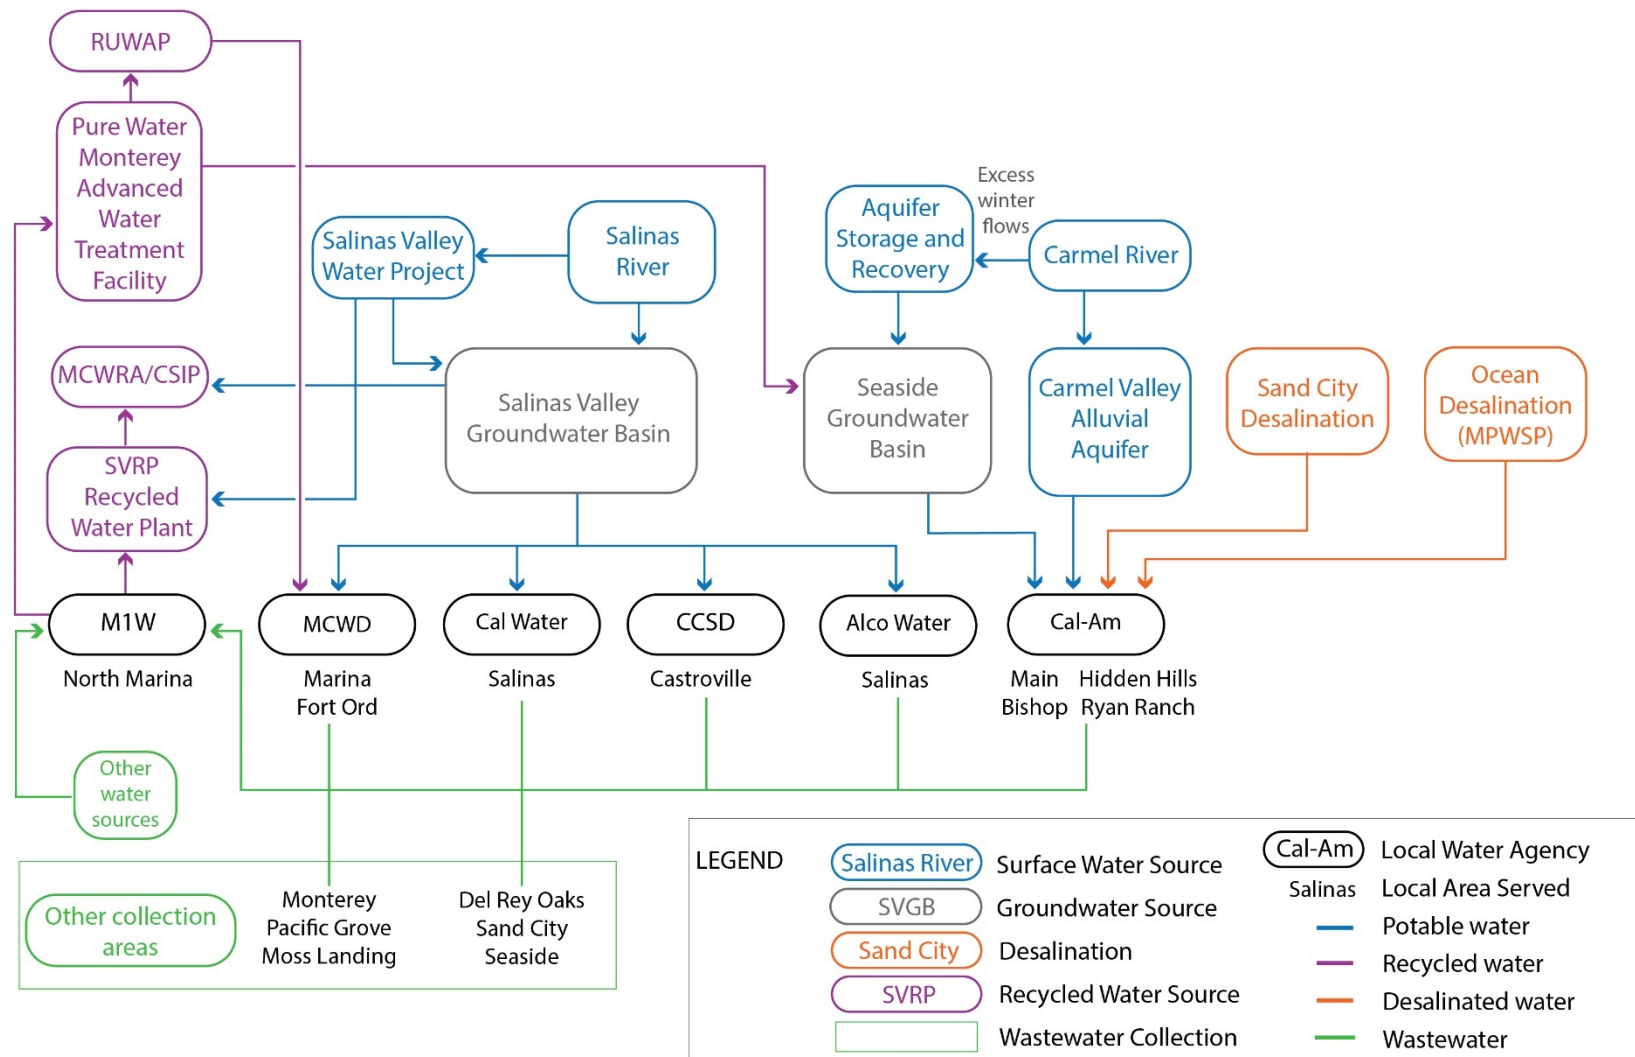 RUWAP
Pure Water
Monterey
Advanced
Water
Treatment
Facility
Salinas Valley
Water Project
Salinas
River
Aquifer
Storage and
Recovery
Excess
winter
flows
Carmel River
MCWRA/CSIP
Salinas Valley
Groundwater Basin
Seaside
Groundwater
Basin
Carmel Valley
Alluvial
Aquifer
Sand City
Desalination
Ocean
Desalination
(MPWSP)
SVRP
Recycled
Water Plant
M1W
North Marina
MCWD
Marina
Fort Ord
Cal Water
Salinas
CCSD
Castroville
Alco Water
Salinas
Cal-Am
Main Hidden Hills
Bishop Ryan Ranch
Other
water
sources
Other collection
areas
Monterey
Pacific Grove
Moss Landing
Del Rey Oaks
Sand City
Seaside
LEGEND
Salinas River Surface Water Source
SVGB Groundwater Source
Sand City Desalination
SVRP Recycled Water Source
Wastewater Collection
Cal-Am Local Water Agency
Salinas Local Area Served
Potable water
Recycled water
Desalinated water
Wastewater